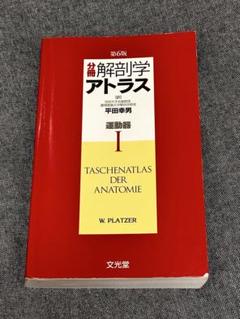 第6版
分冊 解剖学
アトラス
[訳]
平田幸男
運動器
I
TASCHENATLAS
DER
ANATOMIE
W. PLATZER
文光堂